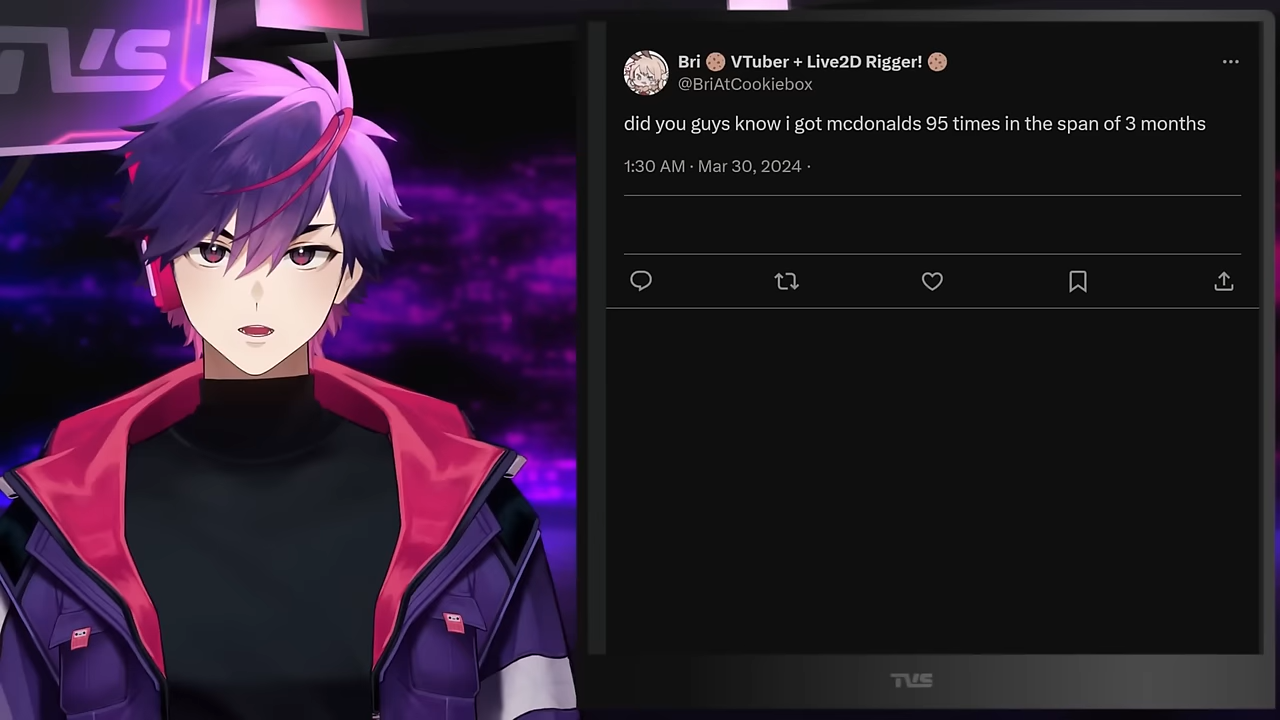 TVS
Bri 🍪 VTuber + Live2D Rigger! 🍪
@BriAtCookiebox
did you guys know i got mcdonalds 95 times in the span of 3 months
1:30 AM · Mar 30, 2024 ·
TVS